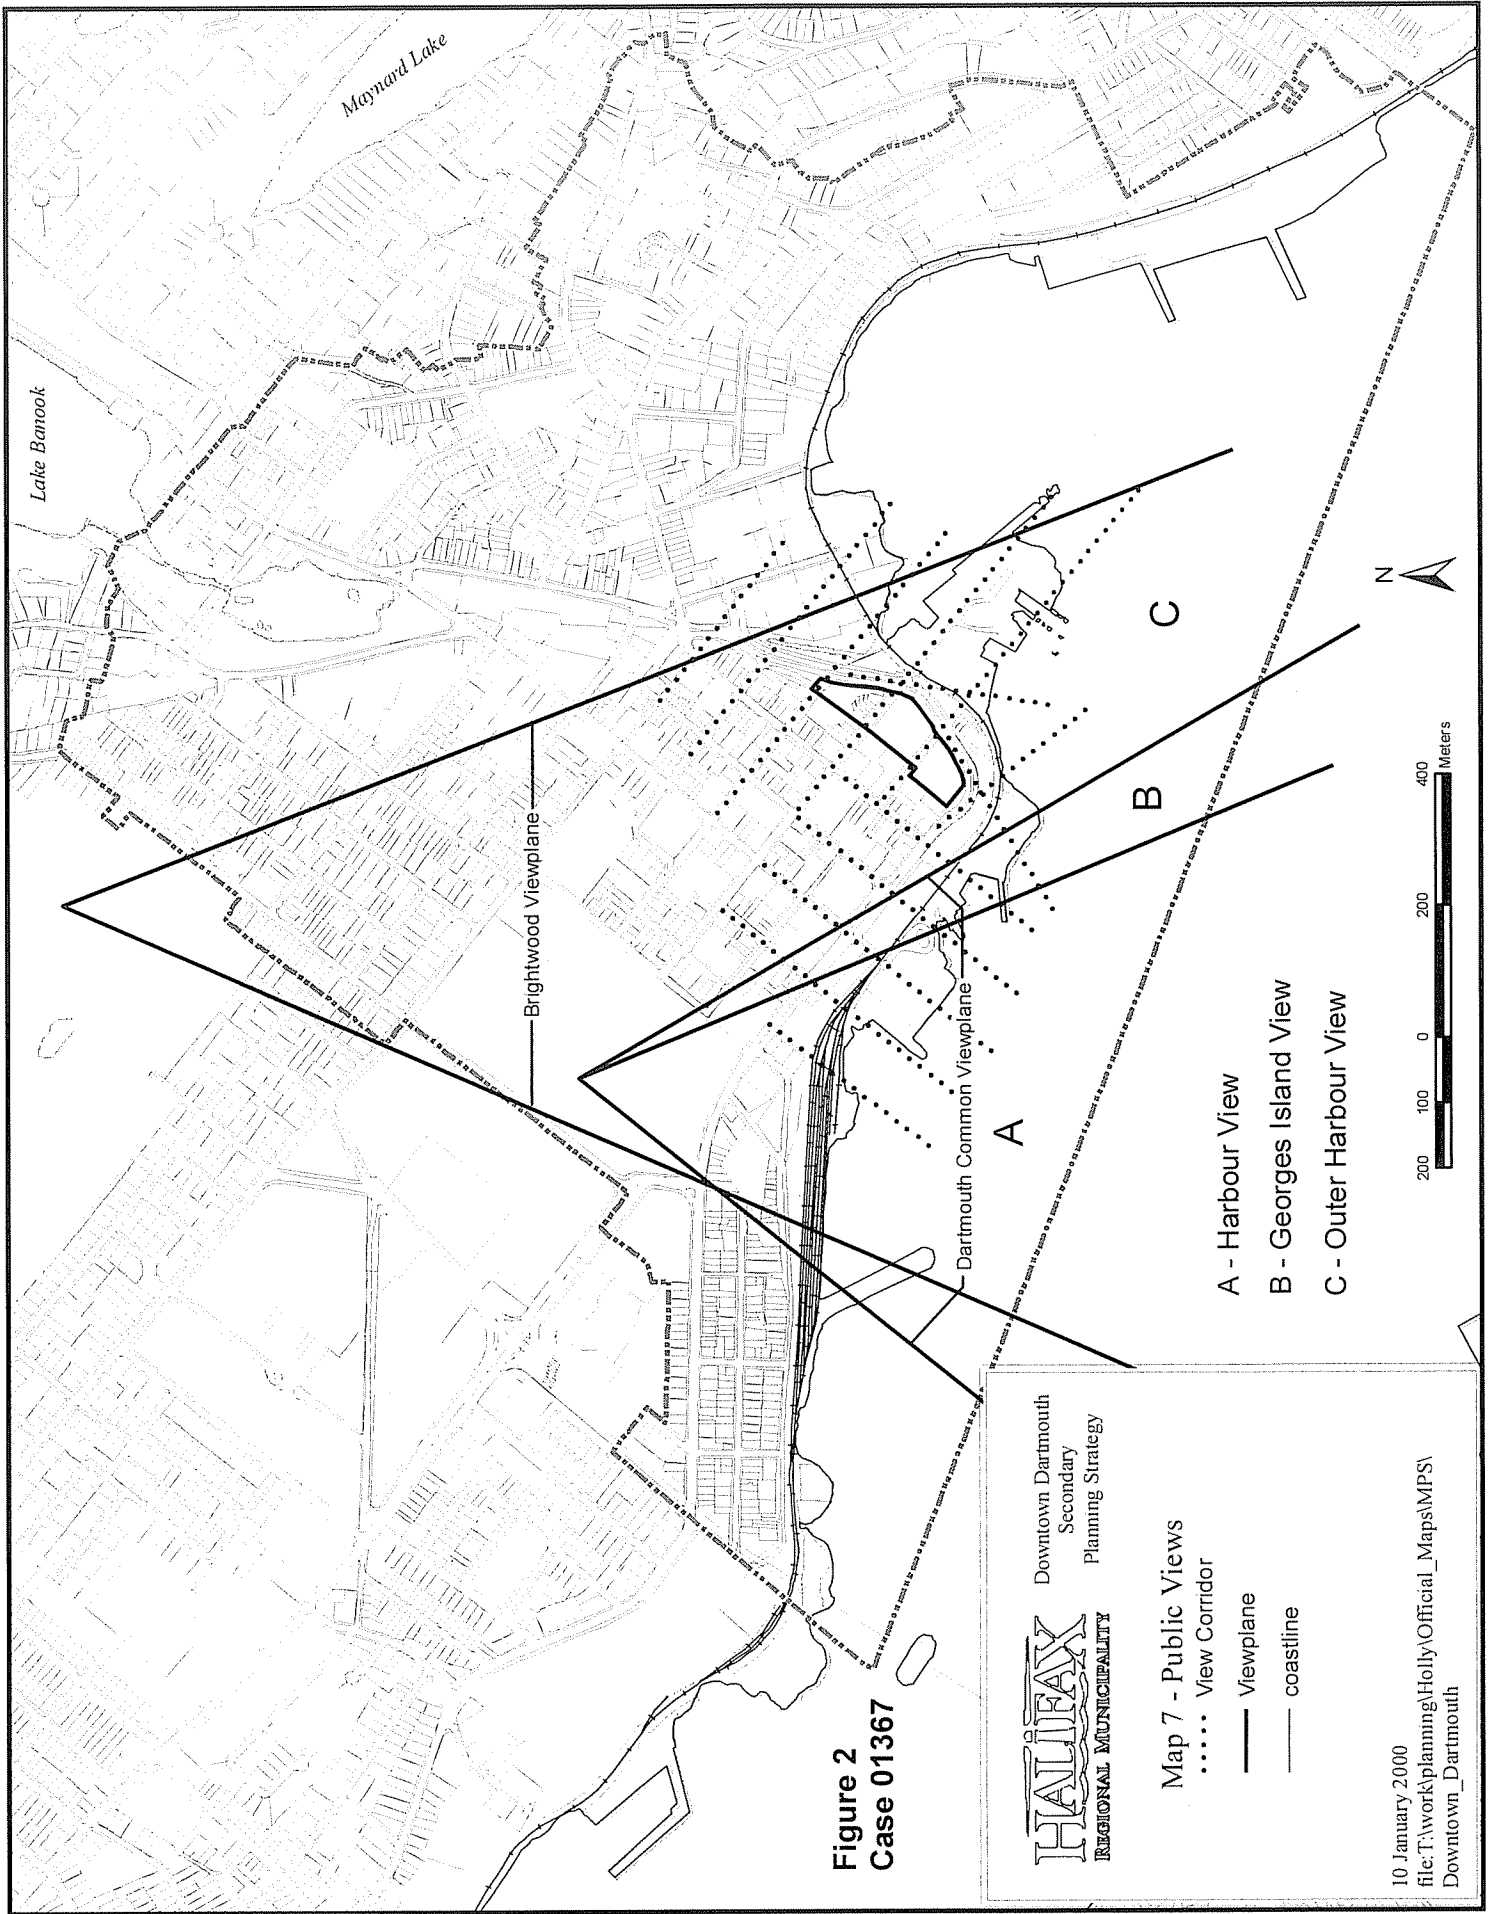 Lake Banook
Maynard Lake
Brightwood Viewplane
Dartmouth Common Viewplane
A
B
C
N
A - Harbour View
B - Georges Island View
C - Outer Harbour View
200 100 0 200 400
Meters
Figure 2
Case 01367
HALIFAX
REGIONAL MUNICIPALITY
Downtown Dartmouth
Secondary
Planning Strategy
Map 7 - Public Views
View Corridor
Viewplane
coastline
10 January 2000
file:T:\work\planning\Holly\Official_Maps\MPS\
Downtown_Dartmouth